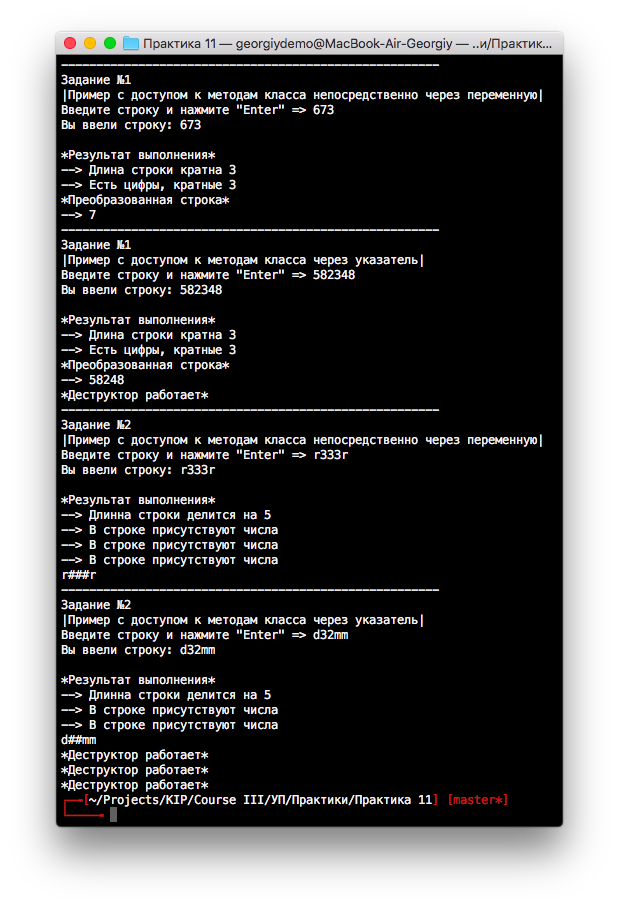 Практика 11 — georgiydemo@MacBook-Air-Georgiy — ..и/Практик...
------------------------------------------------------
Задание №1
|Пример с доступом к методам класса непосредственно через переменную|
Введите строку и нажмите "Enter" => 673
Вы ввели строку: 673
*Результат выполнения*
--> Длина строки кратна 3
--> Есть цифры, кратные 3
*Преобразованная строка*
--> 7
------------------------------------------------------
Задание №1
|Пример с доступом к методам класса через указатель|
Введите строку и нажмите "Enter" => 582348
Вы ввели строку: 582348
*Результат выполнения*
--> Длина строки кратна 3
--> Есть цифры, кратные 3
*Преобразованная строка*
--> 58248
*Деструктор работает*
------------------------------------------------------
Задание №2
|Пример с доступом к методам класса непосредственно через переменную|
Введите строку и нажмите "Enter" => r333r
Вы ввели строку: r333r
*Результат выполнения*
--> Длинна строки делится на 5
--> В строке присутствуют числа
--> В строке присутствуют числа
--> В строке присутствуют числа
r###r
------------------------------------------------------
Задание №2
|Пример с доступом к методам класса через указатель|
Введите строку и нажмите "Enter" => d32mm
Вы ввели строку: d32mm
*Результат выполнения*
--> Длинна строки делится на 5
--> В строке присутствуют числа
--> В строке присутствуют числа
d##mm
*Деструктор работает*
*Деструктор работает*
*Деструктор работает*
[~/Projects/KIP/Course III/УП/Практики/Практика 11] [master*]